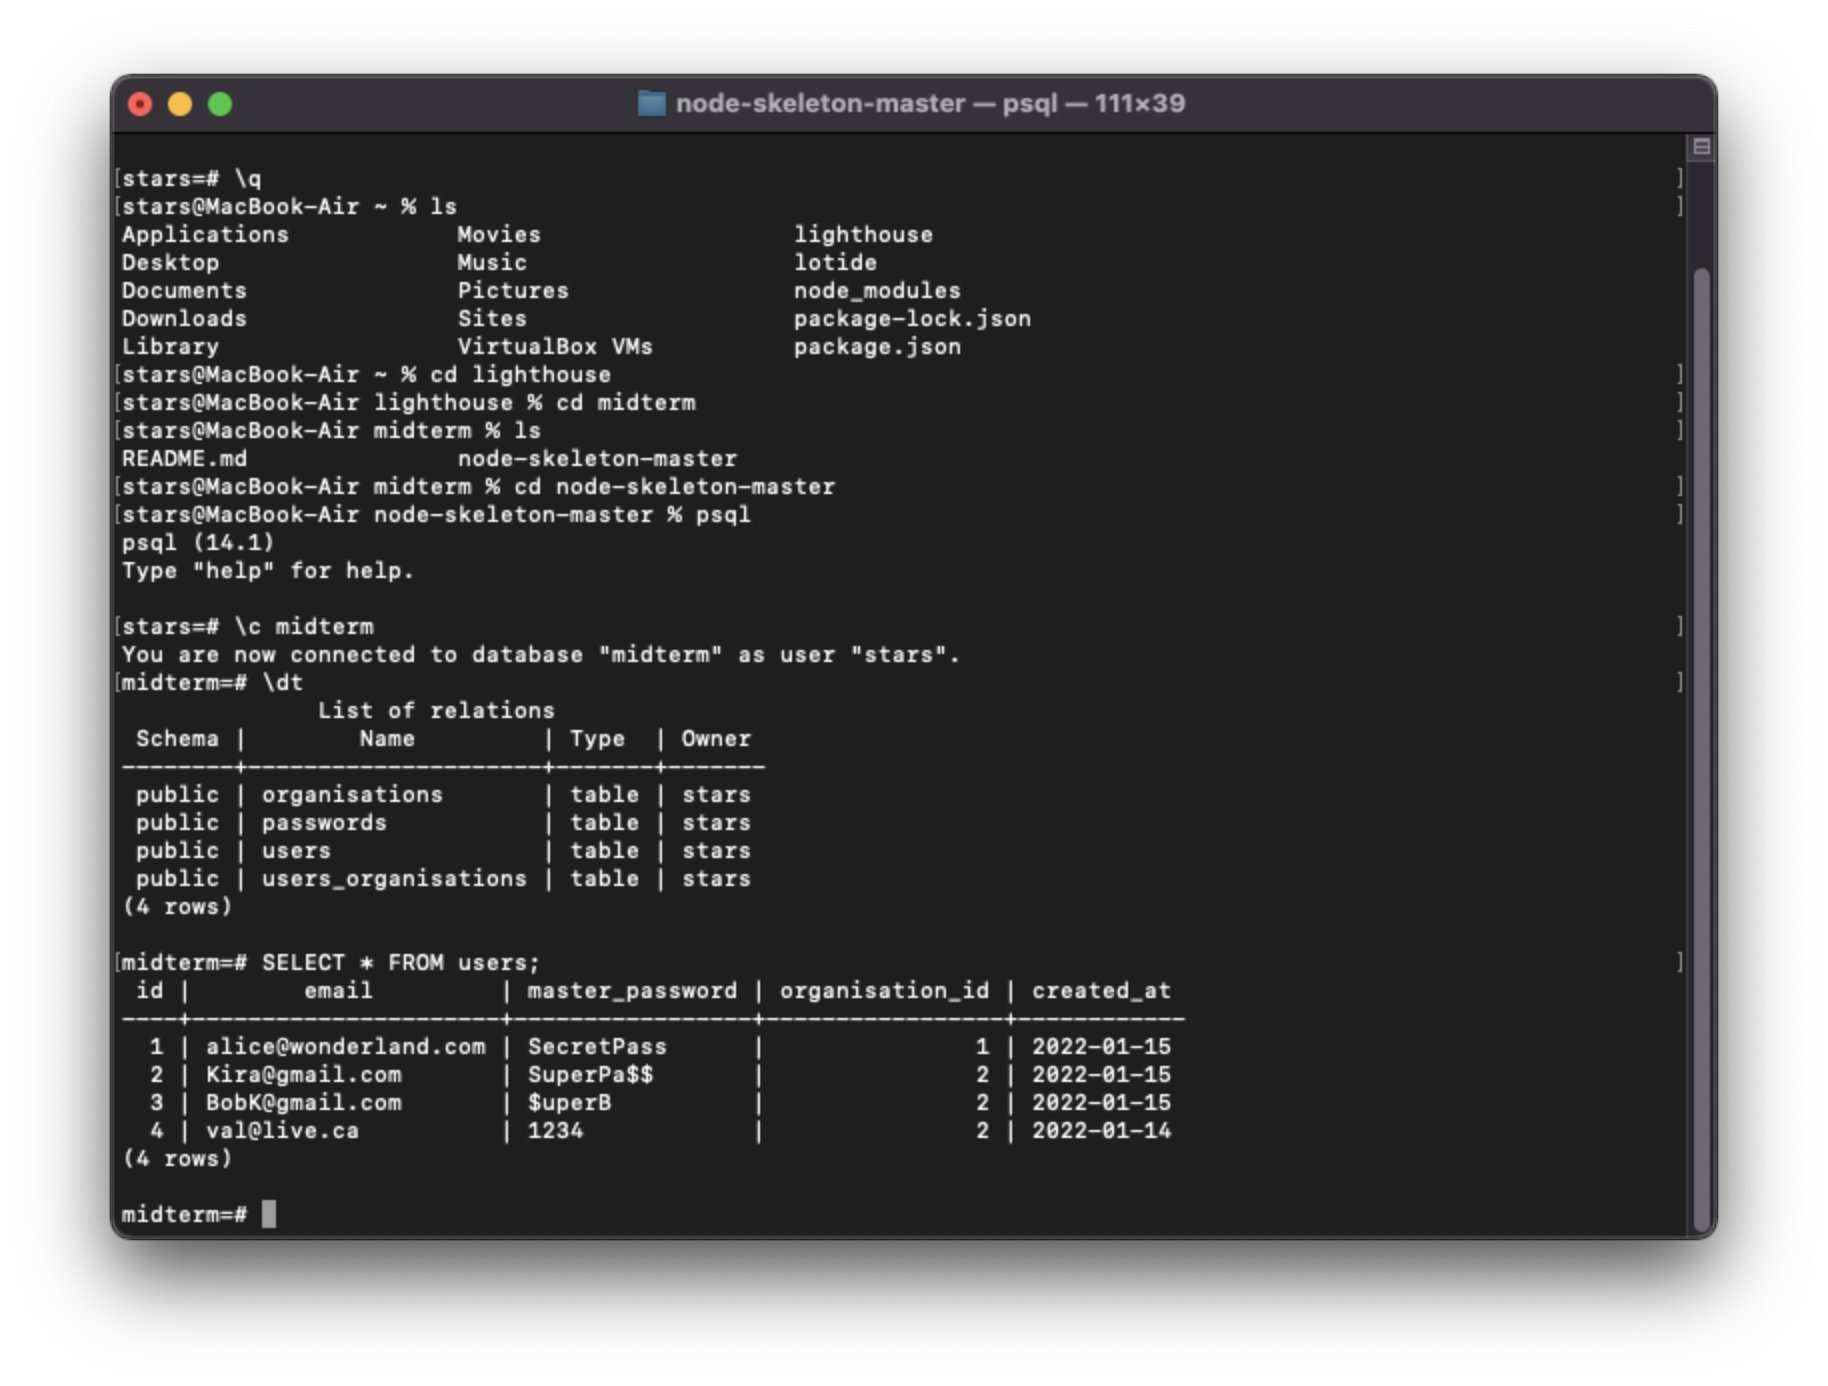 node-skeleton-master — psql — 111×39
[stars=# \q ]
[stars@MacBook-Air ~ % ls ]
Applications Movies lighthouse
Desktop Music lotide
Documents Pictures node_modules
Downloads Sites package-lock.json
Library VirtualBox VMs package.json
[stars@MacBook-Air ~ % cd lighthouse ]
[stars@MacBook-Air lighthouse % cd midterm ]
[stars@MacBook-Air midterm % ls ]
README.md node-skeleton-master
[stars@MacBook-Air midterm % cd node-skeleton-master ]
[stars@MacBook-Air node-skeleton-master % psql ]
psql (14.1)
Type "help" for help.
[stars=# \c midterm ]
You are now connected to database "midterm" as user "stars".
[midterm=# \dt ]
List of relations
Schema | Name | Type | Owner
--------+---------------------+-------+-------
public | organisations | table | stars
public | passwords | table | stars
public | users | table | stars
public | users_organisations | table | stars
(4 rows)
[midterm=# SELECT * FROM users; ]
id | email | master_password | organisation_id | created_at
----+----------------------+-----------------+-----------------+------------
1 | alice@wonderland.com | SecretPass | 1 | 2022-01-15
2 | Kira@gmail.com | SuperPa$$ | 2 | 2022-01-15
3 | BobK@gmail.com | $uperB | 2 | 2022-01-15
4 | val@live.ca | 1234 | 2 | 2022-01-14
(4 rows)
midterm=#